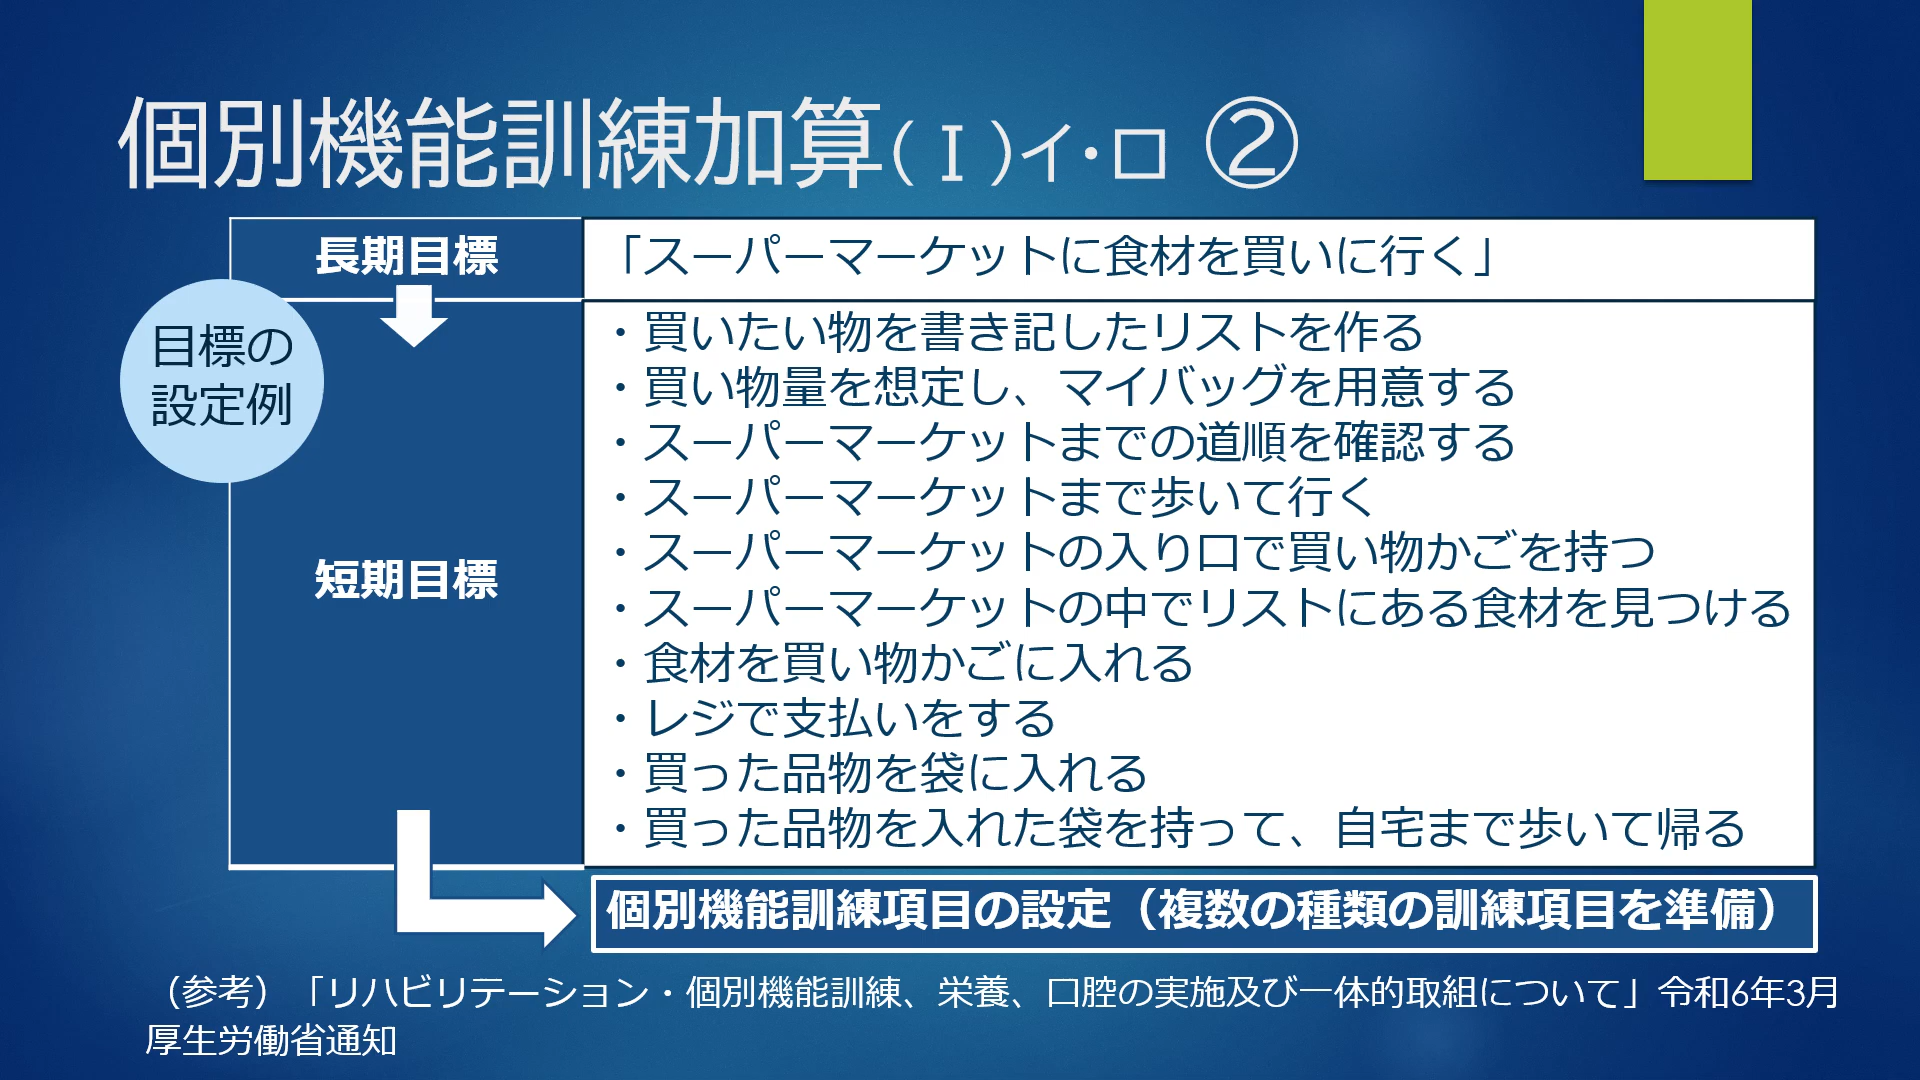 個別機能訓練加算(Ⅰ)イ・ロ ②
長期目標
「スーパーマーケットに食材を買いに行く」
目標の
設定例
短期目標
・買いたい物を書き記したリストを作る
・買い物量を想定し、マイバッグを用意する
・スーパーマーケットまでの道順を確認する
・スーパーマーケットまで歩いて行く
・スーパーマーケットの入り口で買い物かごを持つ
・スーパーマーケットの中でリストにある食材を見つける
・食材を買い物かごに入れる
・レジで支払いをする
・買った品物を袋に入れる
・買った品物を入れた袋を持って、自宅まで歩いて帰る
個別機能訓練項目の設定（複数の種類の訓練項目を準備）
（参考）「リハビリテーション・個別機能訓練、栄養、口腔の実施及び一体的取組について」令和6年3月
厚生労働省通知